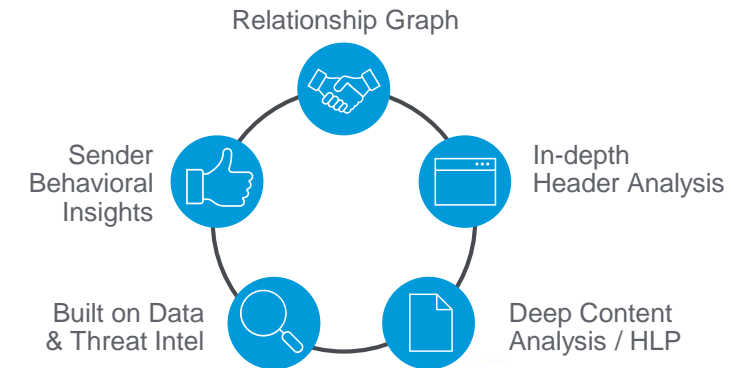 Relationship Graph
Sender
Behavioral
Insights
In-depth
Header Analysis
Built on Data
& Threat Intel
Deep Content
Analysis / HLP